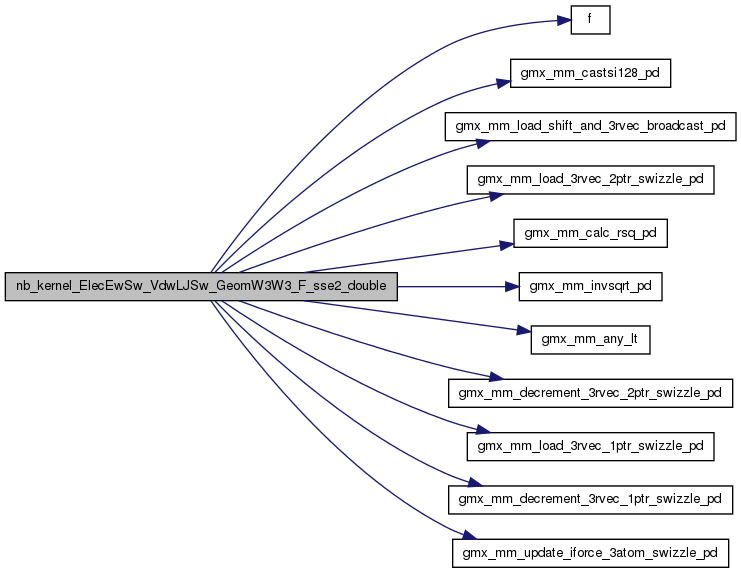 f
gmx_mm_castsi128_pd
gmx_mm_load_shift_and_3rvec_broadcast_pd
gmx_mm_load_3rvec_2ptr_swizzle_pd
gmx_mm_calc_rsq_pd
nb_kernel_ElecEwSw_VdwLJSw_GeomW3W3_F_sse2_double
gmx_mm_invsqrt_pd
gmx_mm_any_lt
gmx_mm_decrement_3rvec_2ptr_swizzle_pd
gmx_mm_load_3rvec_1ptr_swizzle_pd
gmx_mm_decrement_3rvec_1ptr_swizzle_pd
gmx_mm_update_iforce_3atom_swizzle_pd